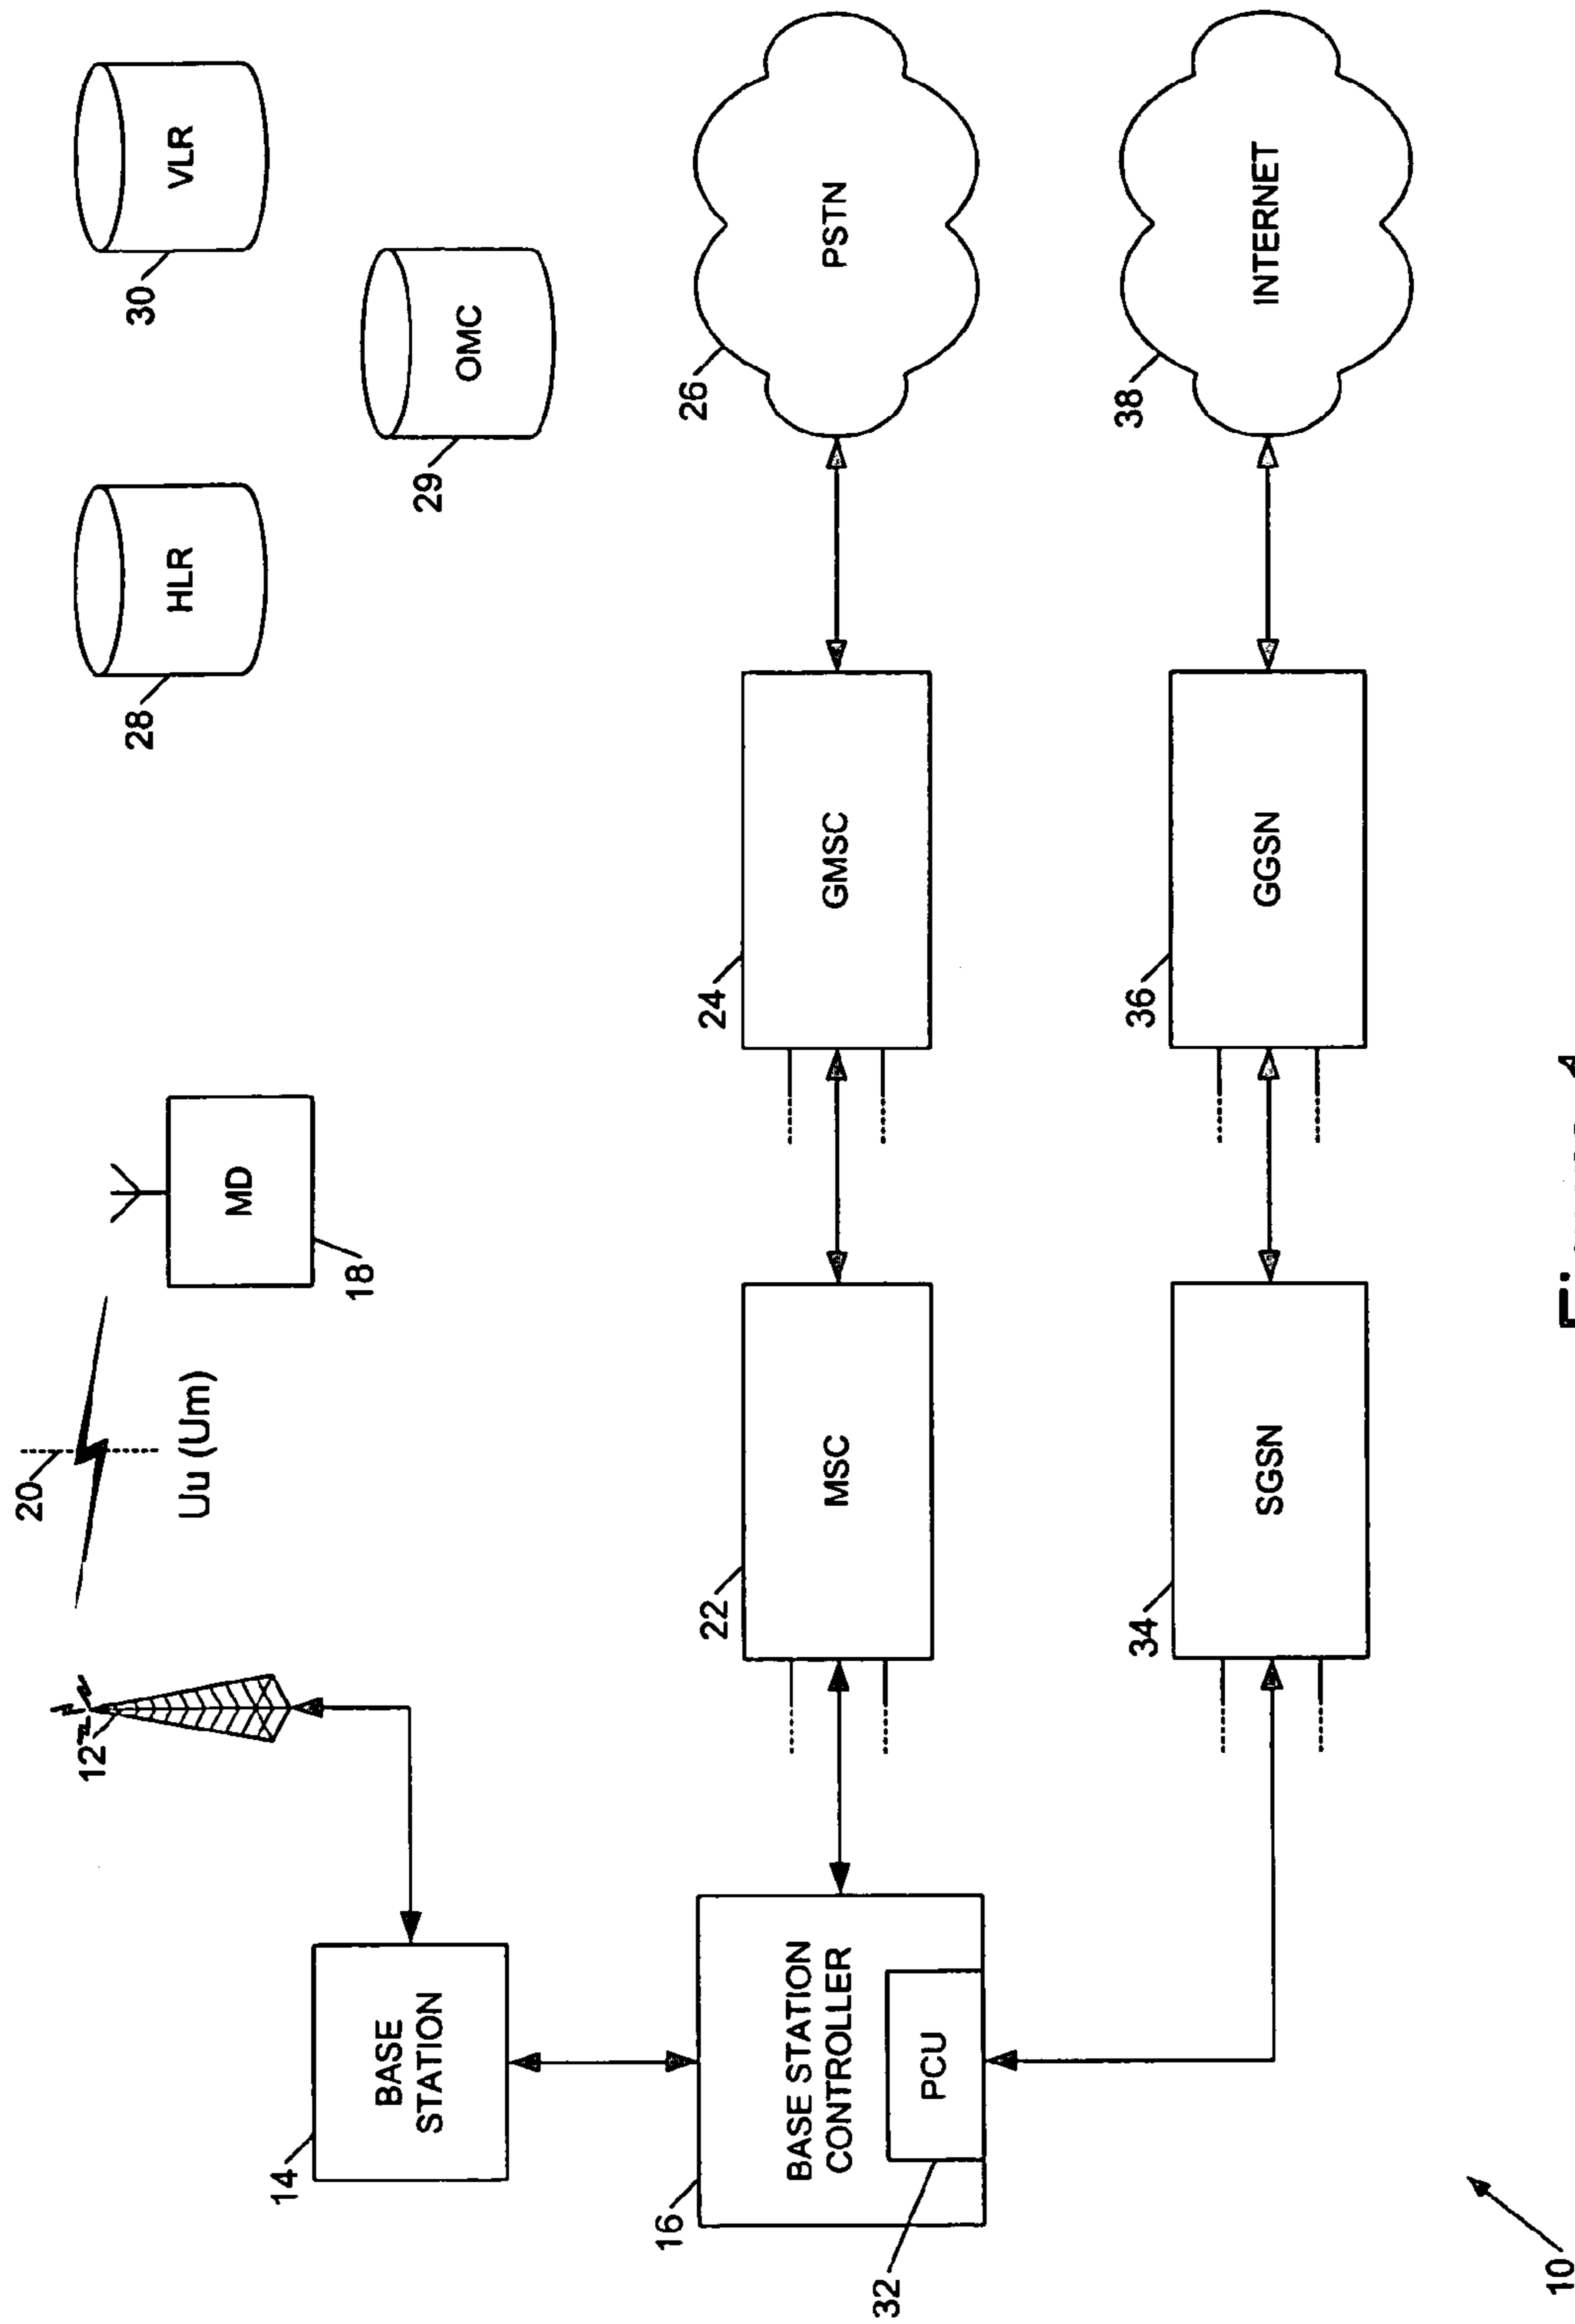 20
12
Uu (Um)
MD
18
28
HLR
30
VLR
29
OMC
14
BASE
STATION
16
BASE STATION
CONTROLLER
PCU
32
22
MSC
24
GMSC
26
PSTN
34
SGSN
36
GGSN
38
INTERNET
10